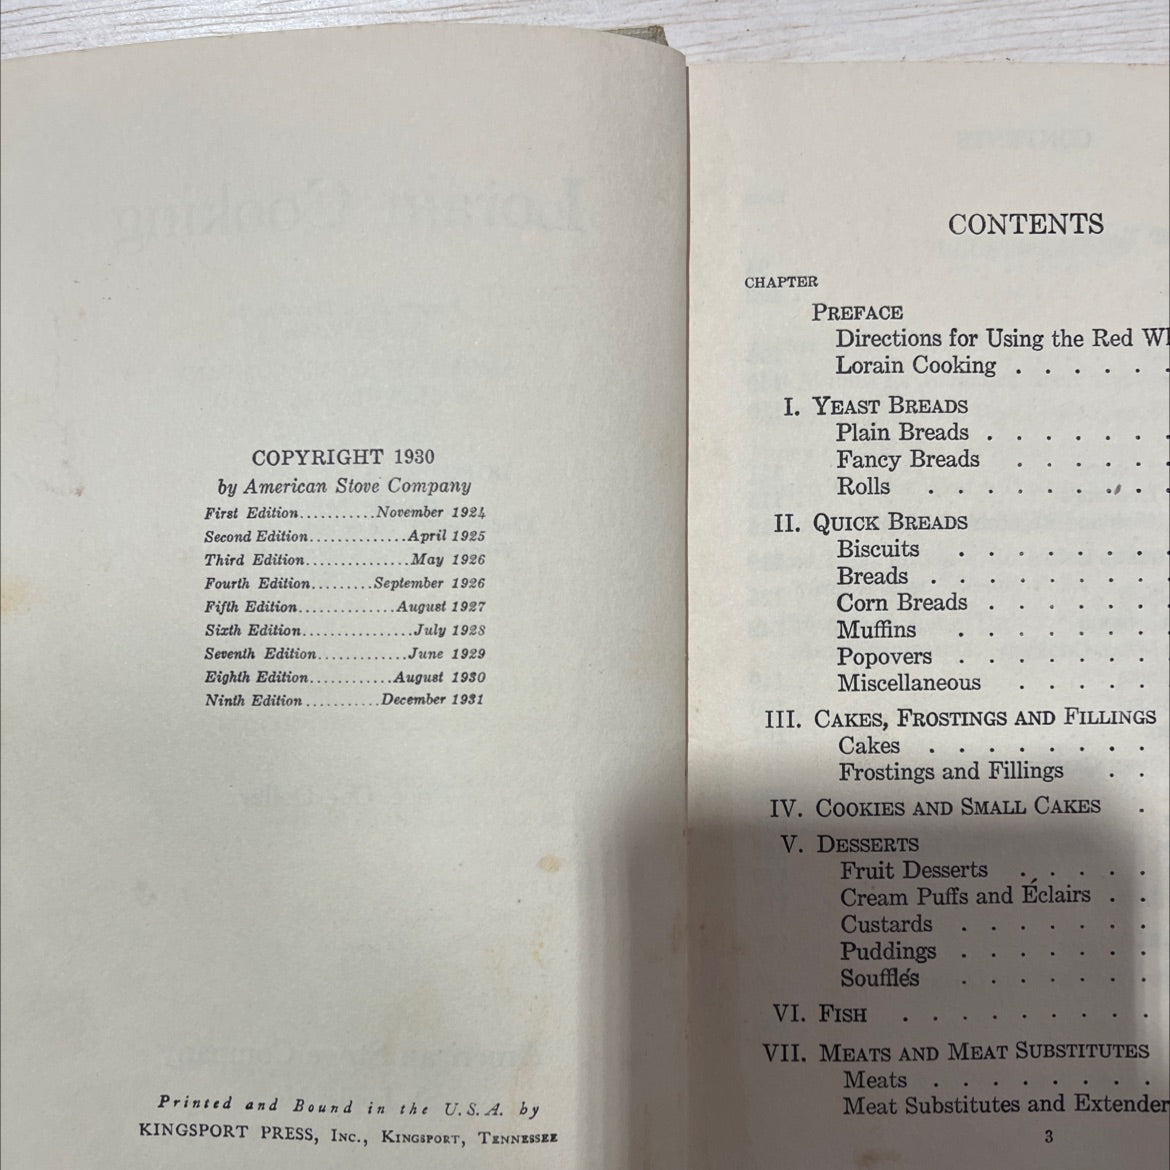 COPYRIGHT 1930
by American Stove Company
First Edition...........November 1924
Second Edition.............April 1925
Third Edition...............May 1926
Fourth Edition........September 1926
Fifth Edition.............August 1927
Sixth Edition................July 1928
Seventh Edition............June 1929
Eighth Edition............August 1930
Ninth Edition...........December 1931
Printed and Bound in the U.S.A. by
KINGSPORT PRESS, INC., KINGSPORT, TENNESSEE
CONTENTS
CHAPTER
PREFACE
Directions for Using the Red
Lorain Cooking . . . . . .
I. YEAST BREADS
Plain Breads . . . . . . .
Fancy Breads . . . . . .
Rolls . . . . . . . . .
II. QUICK BREADS
Biscuits . . . . . . . .
Breads . . . . . . . . .
Corn Breads . . . . . . .
Muffins . . . . . . . .
Popovers . . . . . . . .
Miscellaneous . . . . . .
III. CAKES, FROSTINGS AND FILLINGS
Cakes . . . . . . . .
Frostings and Fillings . .
IV. COOKIES AND SMALL CAKES .
V. DESSERTS
Fruit Desserts . . . . .
Cream Puffs and Éclairs . .
Custards . . . . . . .
Puddings . . . . . . .
Soufflés . . . . . . .
VI. FISH . . . . . . . . .
VII. MEATS AND MEAT SUBSTITUTES
Meats . . . . . . . .
Meat Substitutes and Extender
3